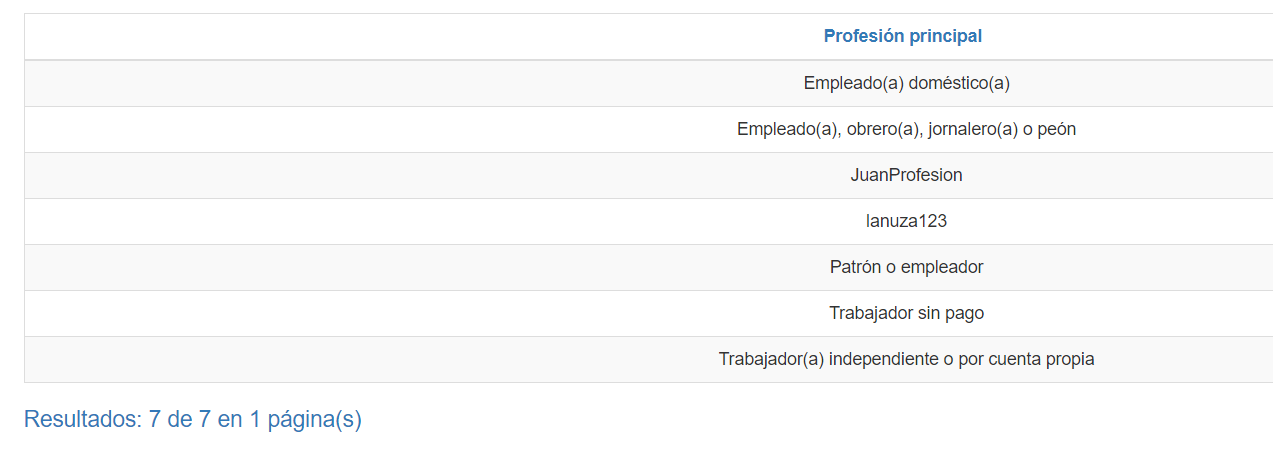 Profesión principal
Empleado(a) doméstico(a)
Empleado(a), obrero(a), jornalero(a) o peón
JuanProfesion
lanuza123
Patrón o empleador
Trabajador sin pago
Trabajador(a) independiente o por cuenta propia
Resultados: 7 de 7 en 1 página(s)